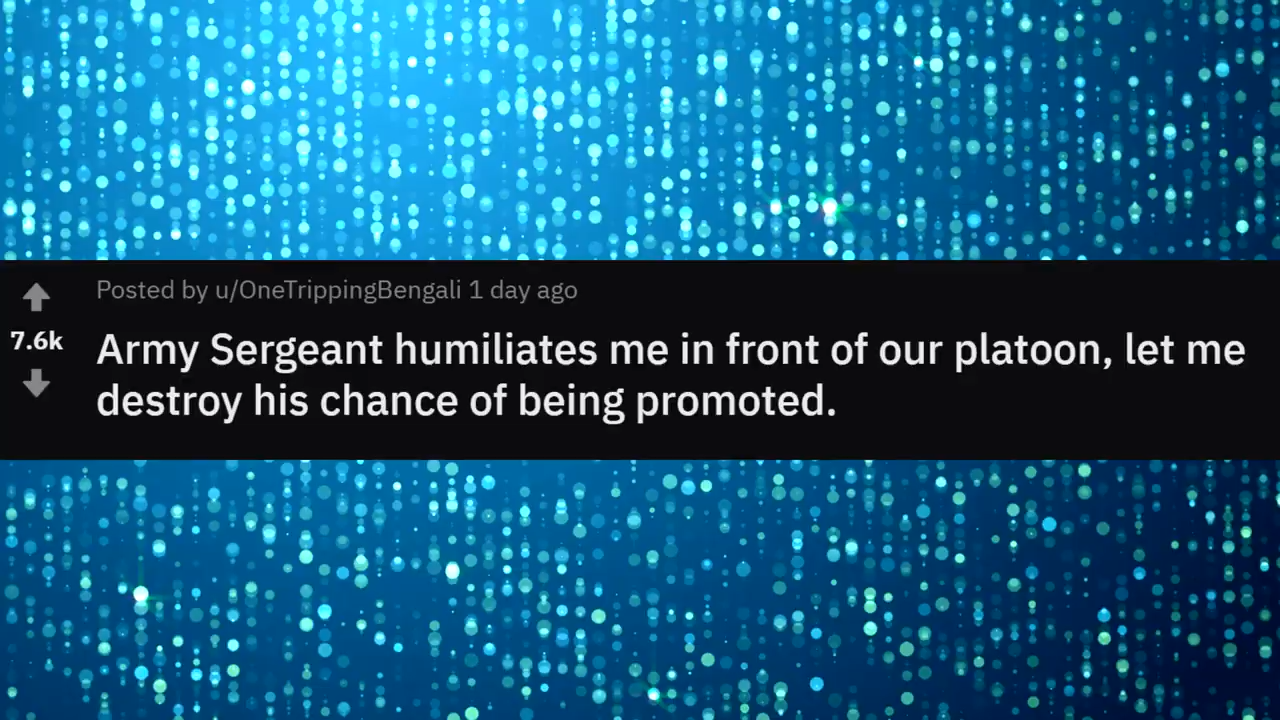 Posted by u/OneTrippingBengali 1 day ago
7.6k
Army Sergeant humiliates me in front of our platoon, let me
destroy his chance of being promoted.